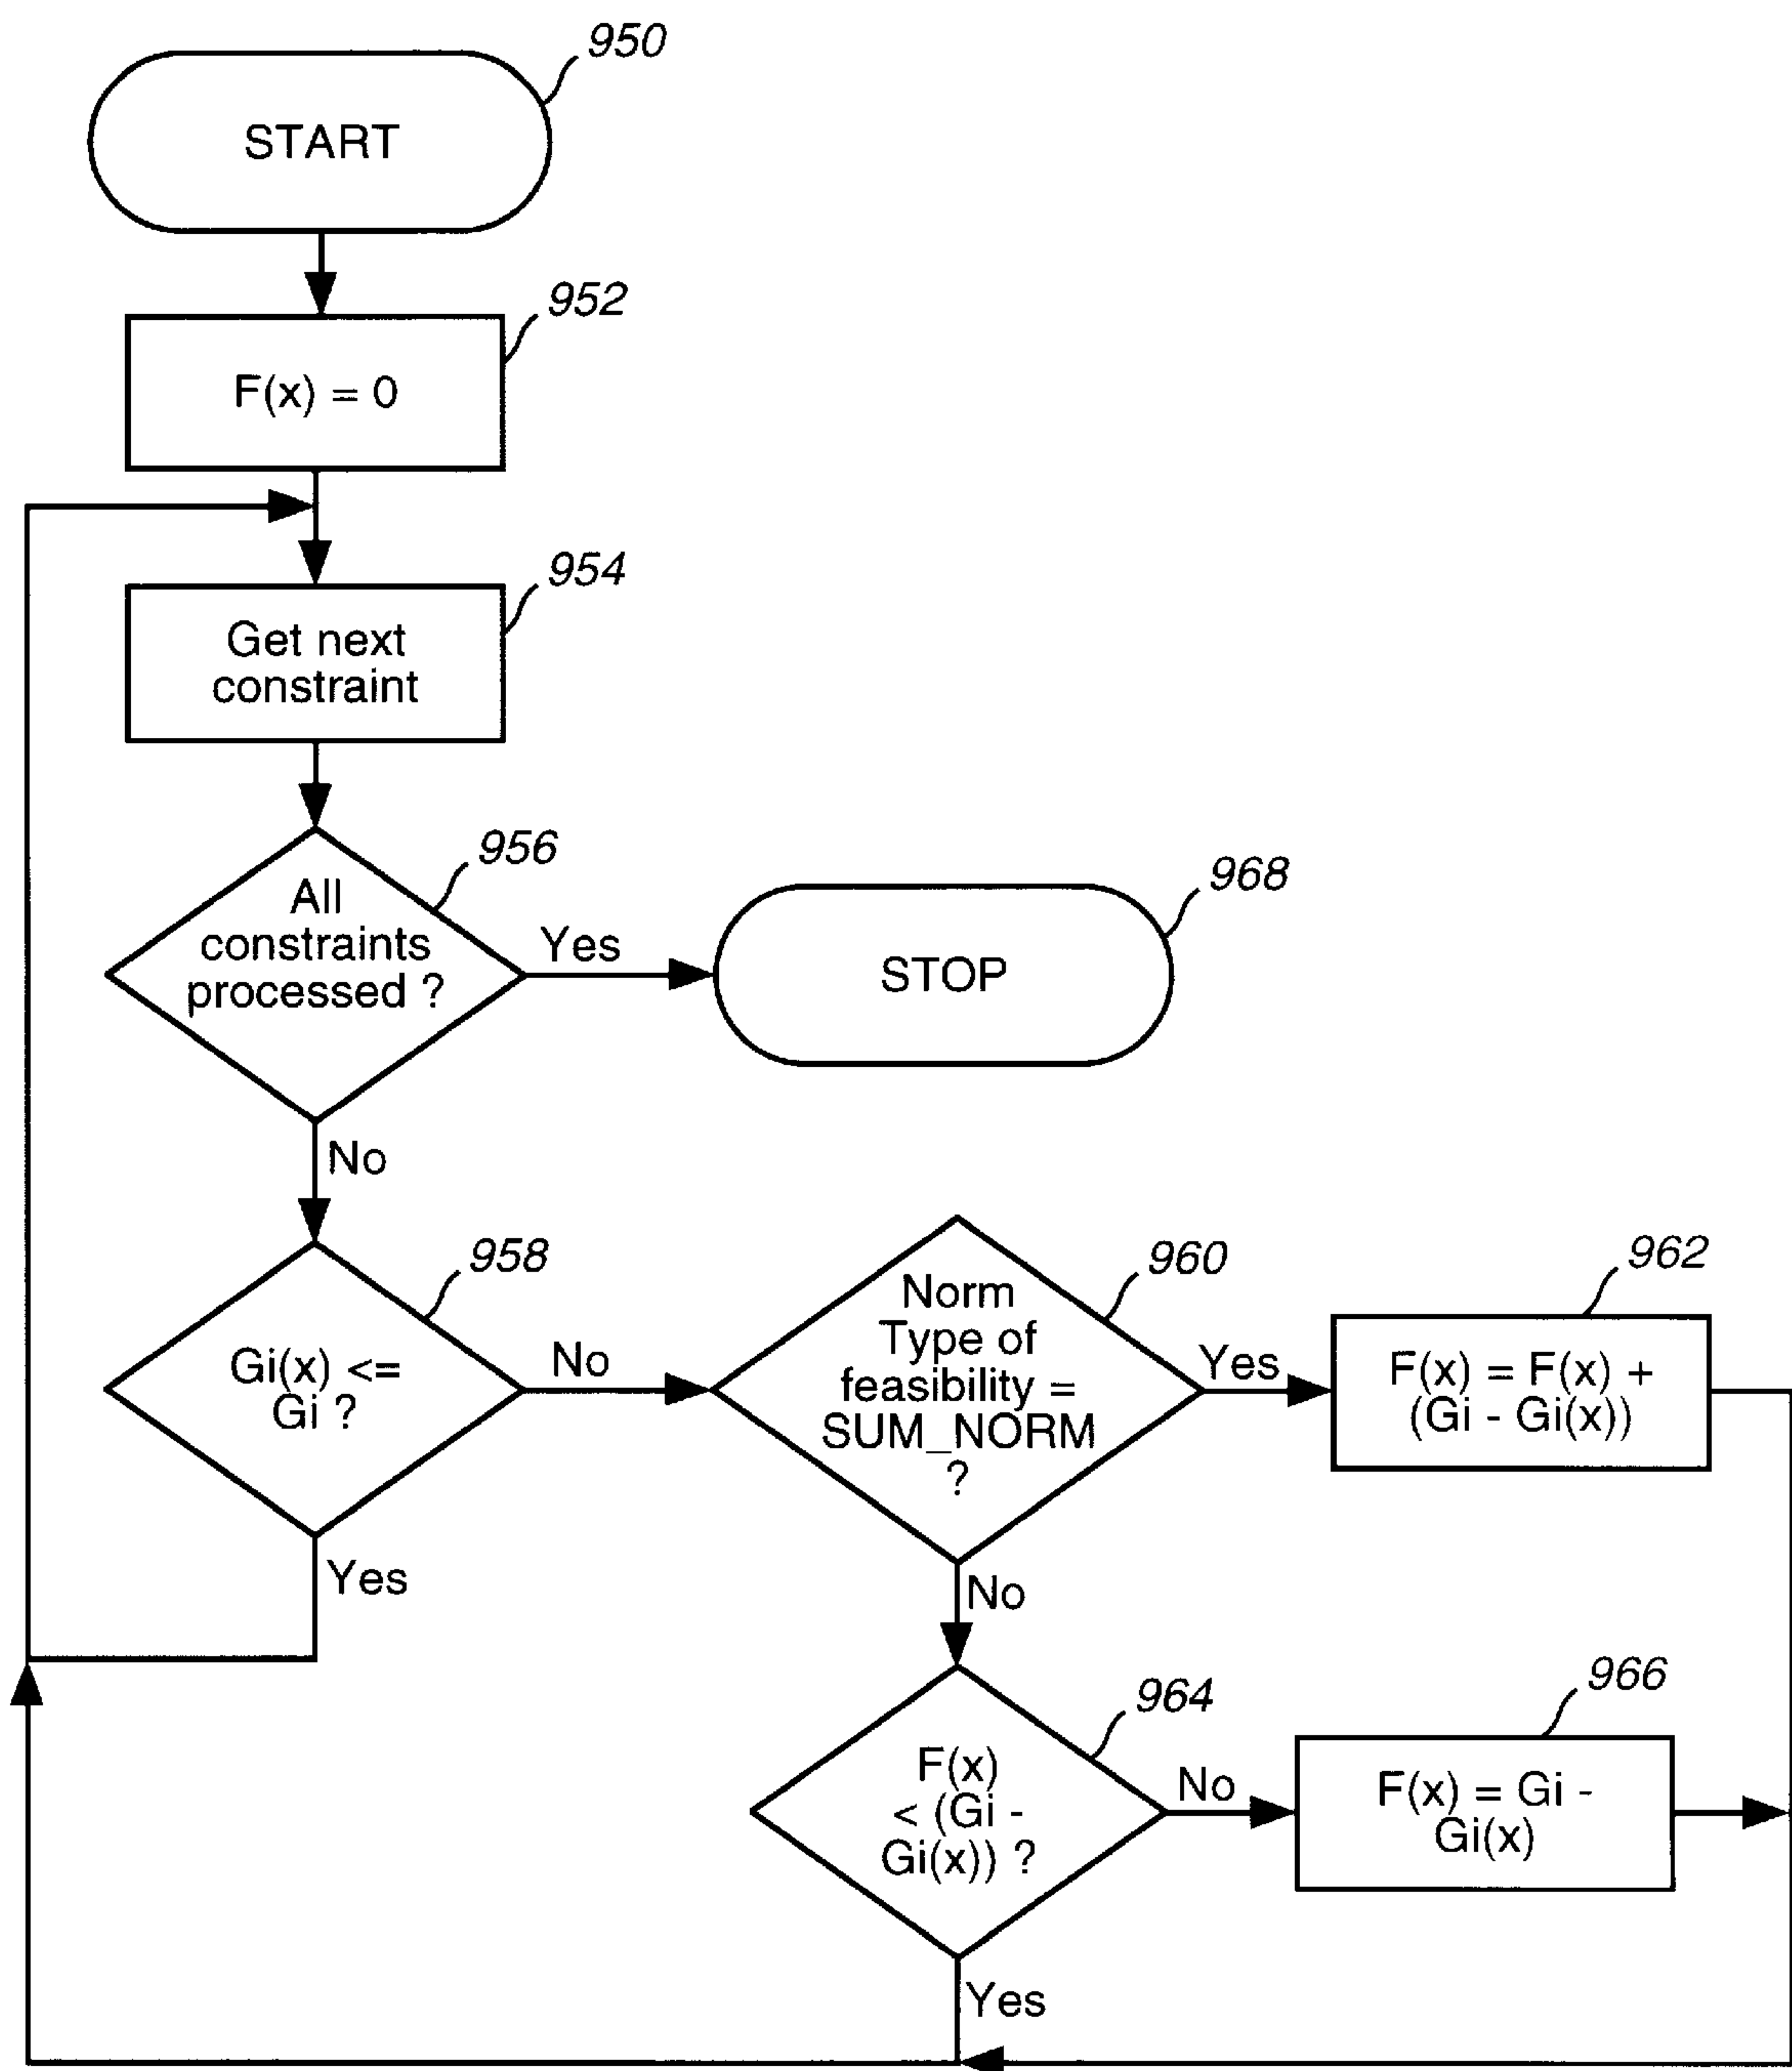 950
START
952
F(x) = 0
954
Get next
constraint
956
All
constraints
processed ?
Yes
968
STOP
No
958
Gi(x) <=
Gi ?
No
960
Norm
Type of
feasibility =
SUM_NORM
?
Yes
962
F(x) = F(x) +
(Gi - Gi(x))
Yes
No
964
F(x)
< (Gi -
Gi(x)) ?
No
966
F(x) = Gi -
Gi(x)
Yes